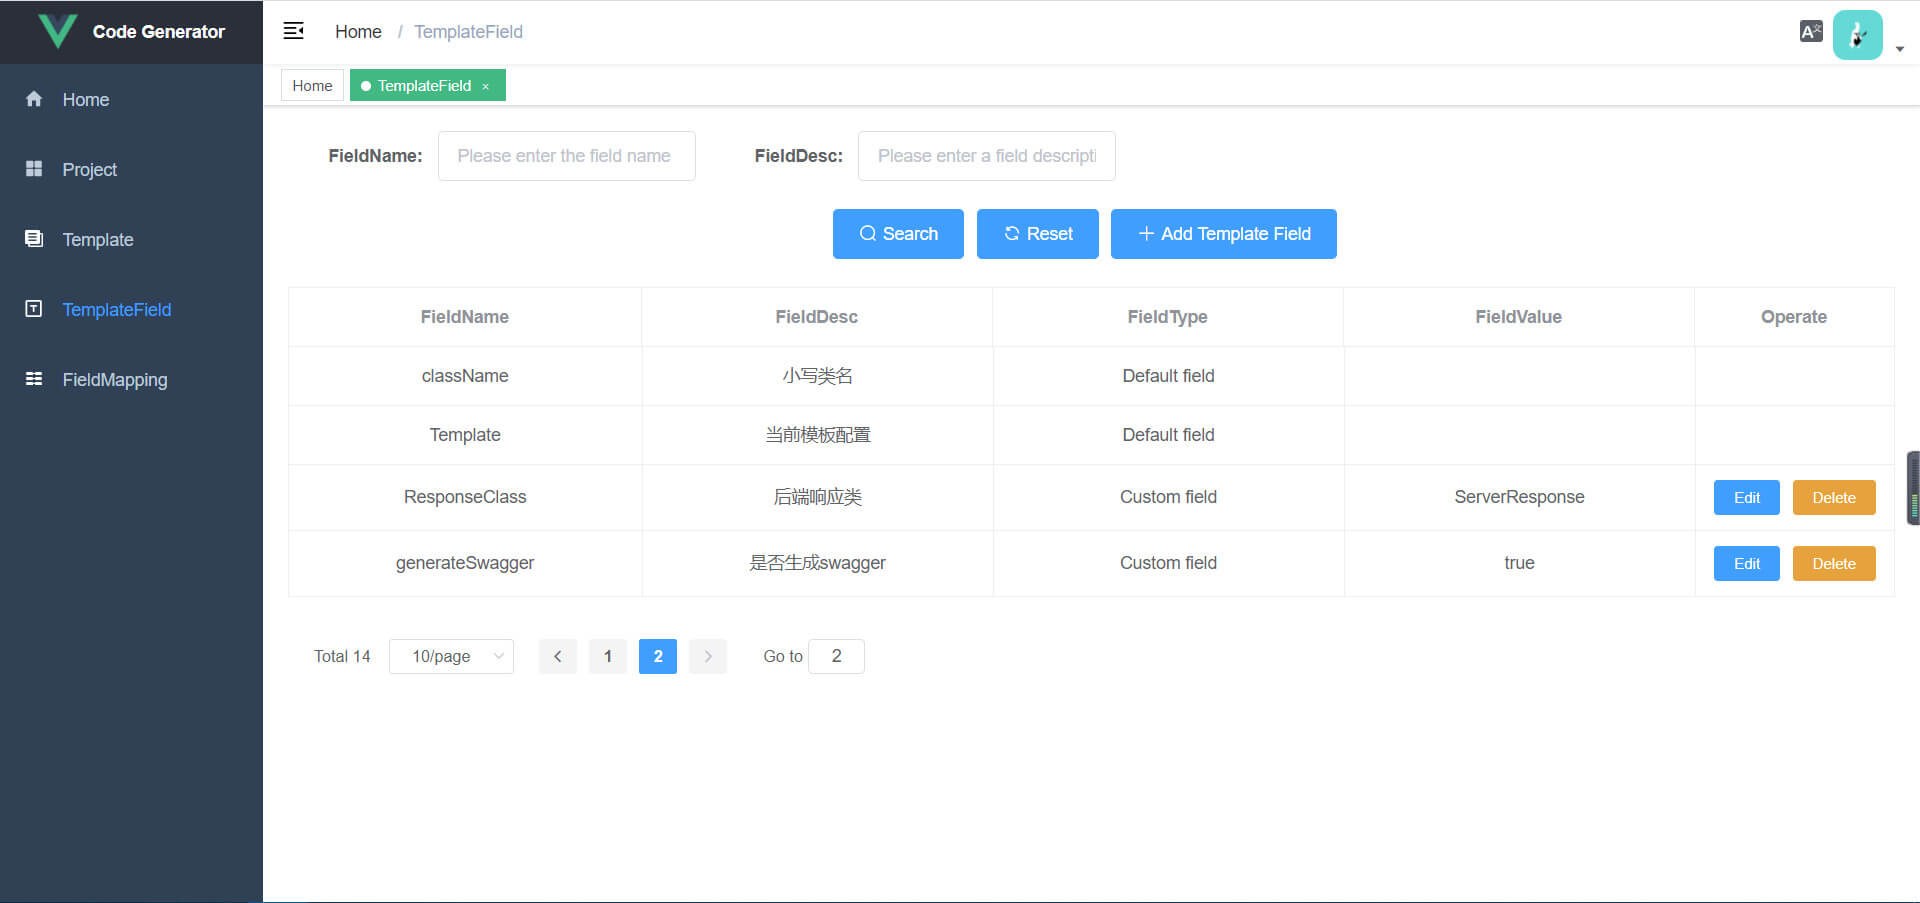 Code Generator
Home / TemplateField
Home
TemplateField ×
Home
Project
Template
TemplateField
FieldMapping
FieldName: Please enter the field name FieldDesc: Please enter a field descripti
Search Reset Add Template Field
FieldName FieldDesc FieldType FieldValue Operate
className 小写类名 Default field
Template 当前模板配置 Default field
ResponseClass 后端响应类 Custom field ServerResponse Edit Delete
generateSwagger 是否生成swagger Custom field true Edit Delete
Total 14 10/page 1 2 Go to 2